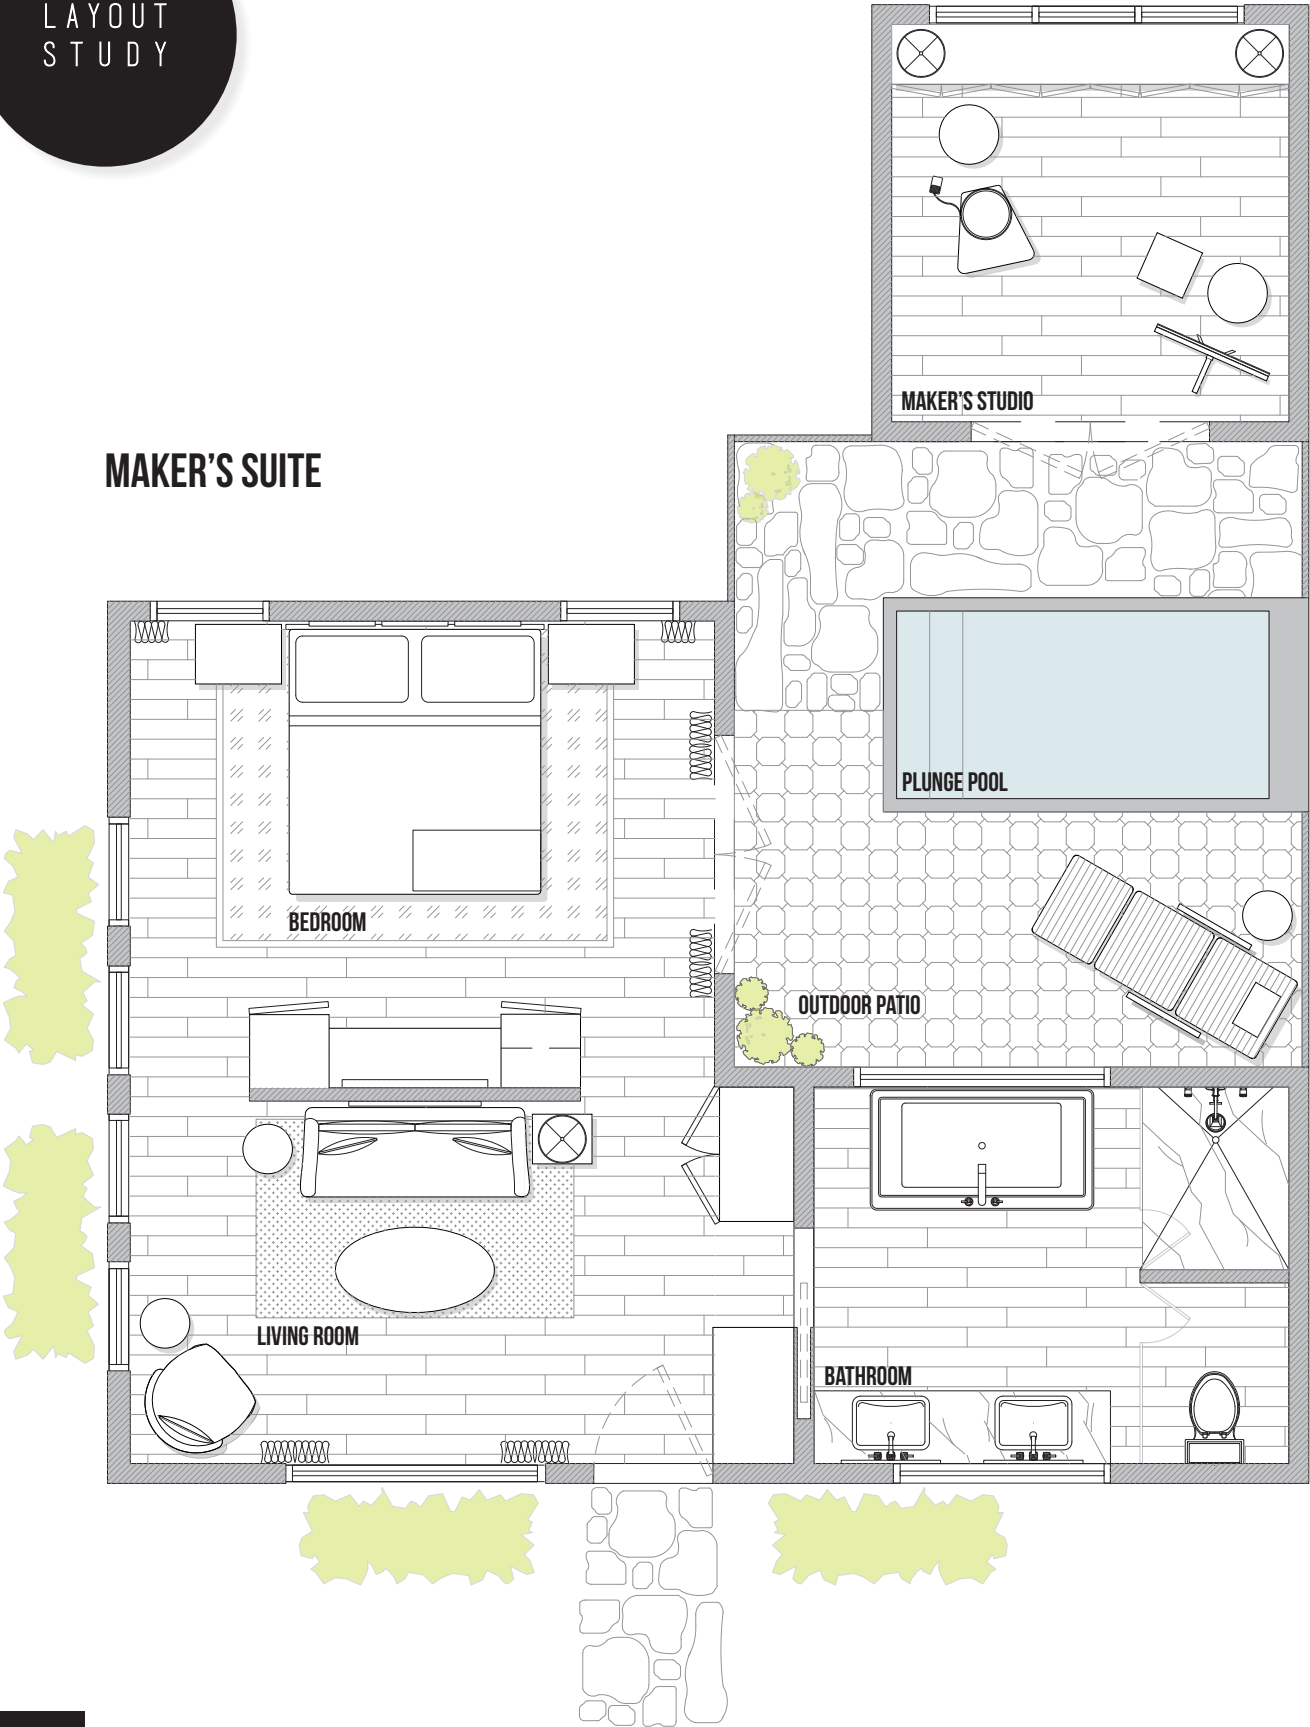 LAYOUT
STUDY
MAKER'S STUDIO
MAKER'S SUITE
PLUNGE POOL
BEDROOM
OUTDOOR PATIO
LIVING ROOM
BATHROOM